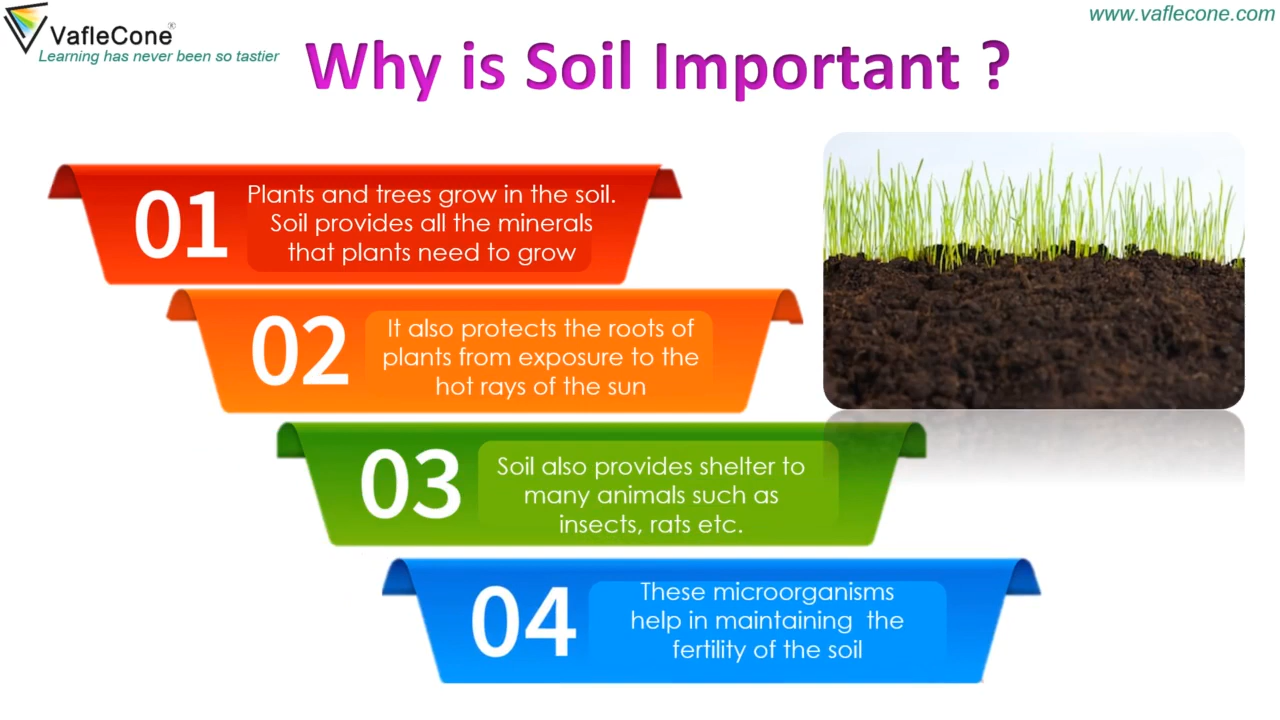 VafleCone®
Learning has never been so tastier
www.vaflecone.com
Why is Soil Important ?
01
Plants and trees grow in the soil.
Soil provides all the minerals
that plants need to grow
02
It also protects the roots of
plants from exposure to the
hot rays of the sun
03
Soil also provides shelter to
many animals such as
insects, rats etc.
04
These microorganisms
help in maintaining  the
fertility of the soil